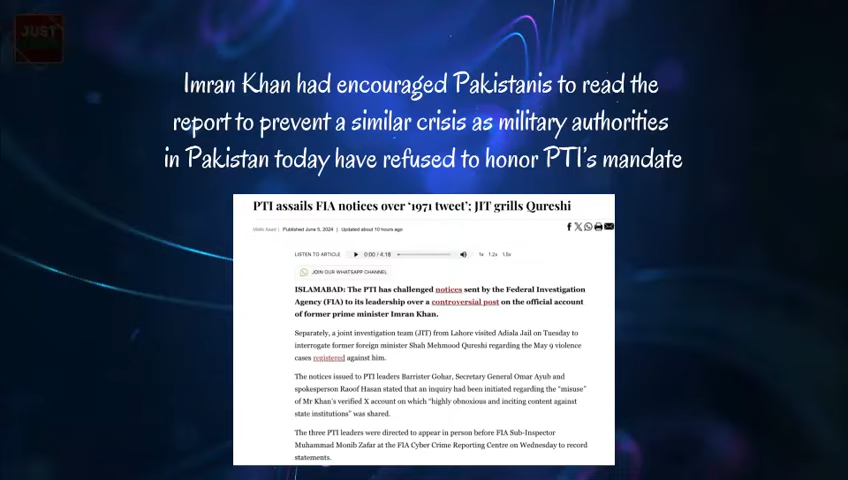 JUST
Imran Khan had encouraged Pakistanis to read the
report to prevent a similar crisis as military authorities
in Pakistan today have refused to honor PTI's mandate
PTI assails FIA notices over '1971 tweet'; JIT grills Qureshi
Published June 5, 2024 | Updated about 10 hours ago
LISTEN TO ARTICLE 0:00 / 4:18 1x 1.2x 1.5x
JOIN OUR WHATSAPP CHANNEL
ISLAMABAD: The PTI has challenged notices sent by the Federal Investigation
Agency (FIA) to its leadership over a controversial post on the official account
of former prime minister Imran Khan.
Separately, a joint investigation team (JIT) from Lahore visited Adiala Jail on Tuesday to
interrogate former foreign minister Shah Mehmood Qureshi regarding the May 9 violence
cases registered against him.
The notices issued to PTI leaders Barrister Gohar, Secretary General Omar Ayub and
spokesperson Raoof Hasan stated that an inquiry had been initiated regarding the "misuse"
of Mr Khan's verified X account on which "highly obnoxious and inciting content against
state institutions" was shared.
The three PTI leaders were directed to appear in person before FIA Sub-Inspector
Muhammad Monib Zafar at the FIA Cyber Crime Reporting Centre on Wednesday to record
statements.